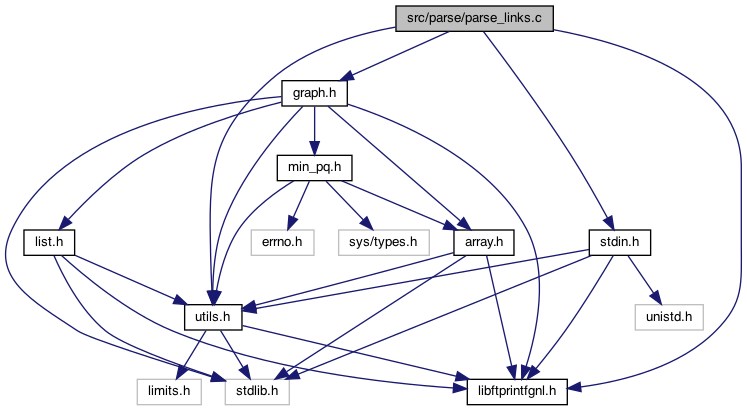 src/parse/parse_links.c
graph.h
min_pq.h
list.h
errno.h
sys/types.h
array.h
stdin.h
utils.h
unistd.h
limits.h
stdlib.h
libftprintfgnl.h